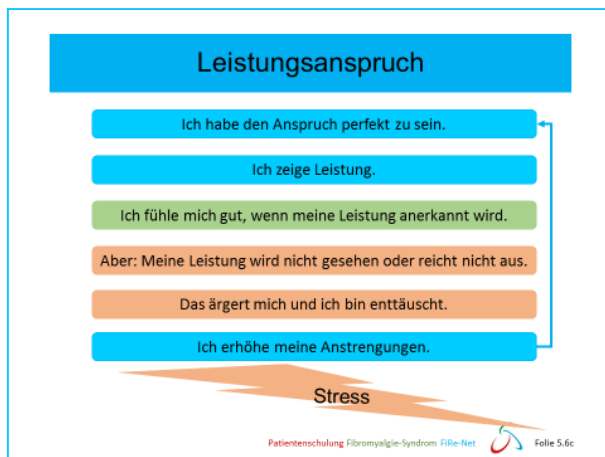 Leistungsanspruch
Ich habe den Anspruch perfekt zu sein.
Ich zeige Leistung.
Ich fühle mich gut, wenn meine Leistung anerkannt wird.
Aber: Meine Leistung wird nicht gesehen oder reicht nicht aus.
Das ärgert mich und ich bin enttäuscht.
Ich erhöhe meine Anstrengungen.
Stress
Patientenschulung Fibromyalgie-Syndrom FiRe-Net Folie 5.6c